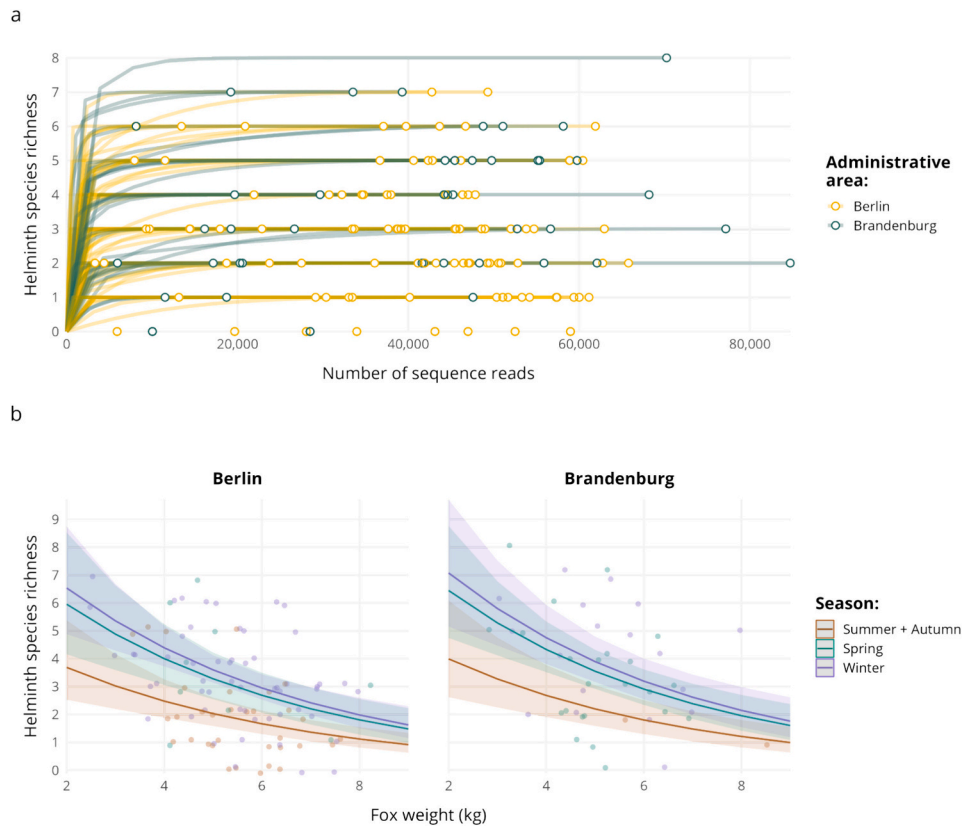 a
8
7
6
5
4
3
2
1
0
Helminth species richness
0
20,000
40,000
60,000
80,000
Number of sequence reads
Administrative
area:
Berlin
Brandenburg
b
Berlin
Brandenburg
9
8
7
6
5
4
3
2
1
0
Helminth species richness
2
4
6
8
2
4
6
8
Fox weight (kg)
Season:
Summer + Autumn
Spring
Winter